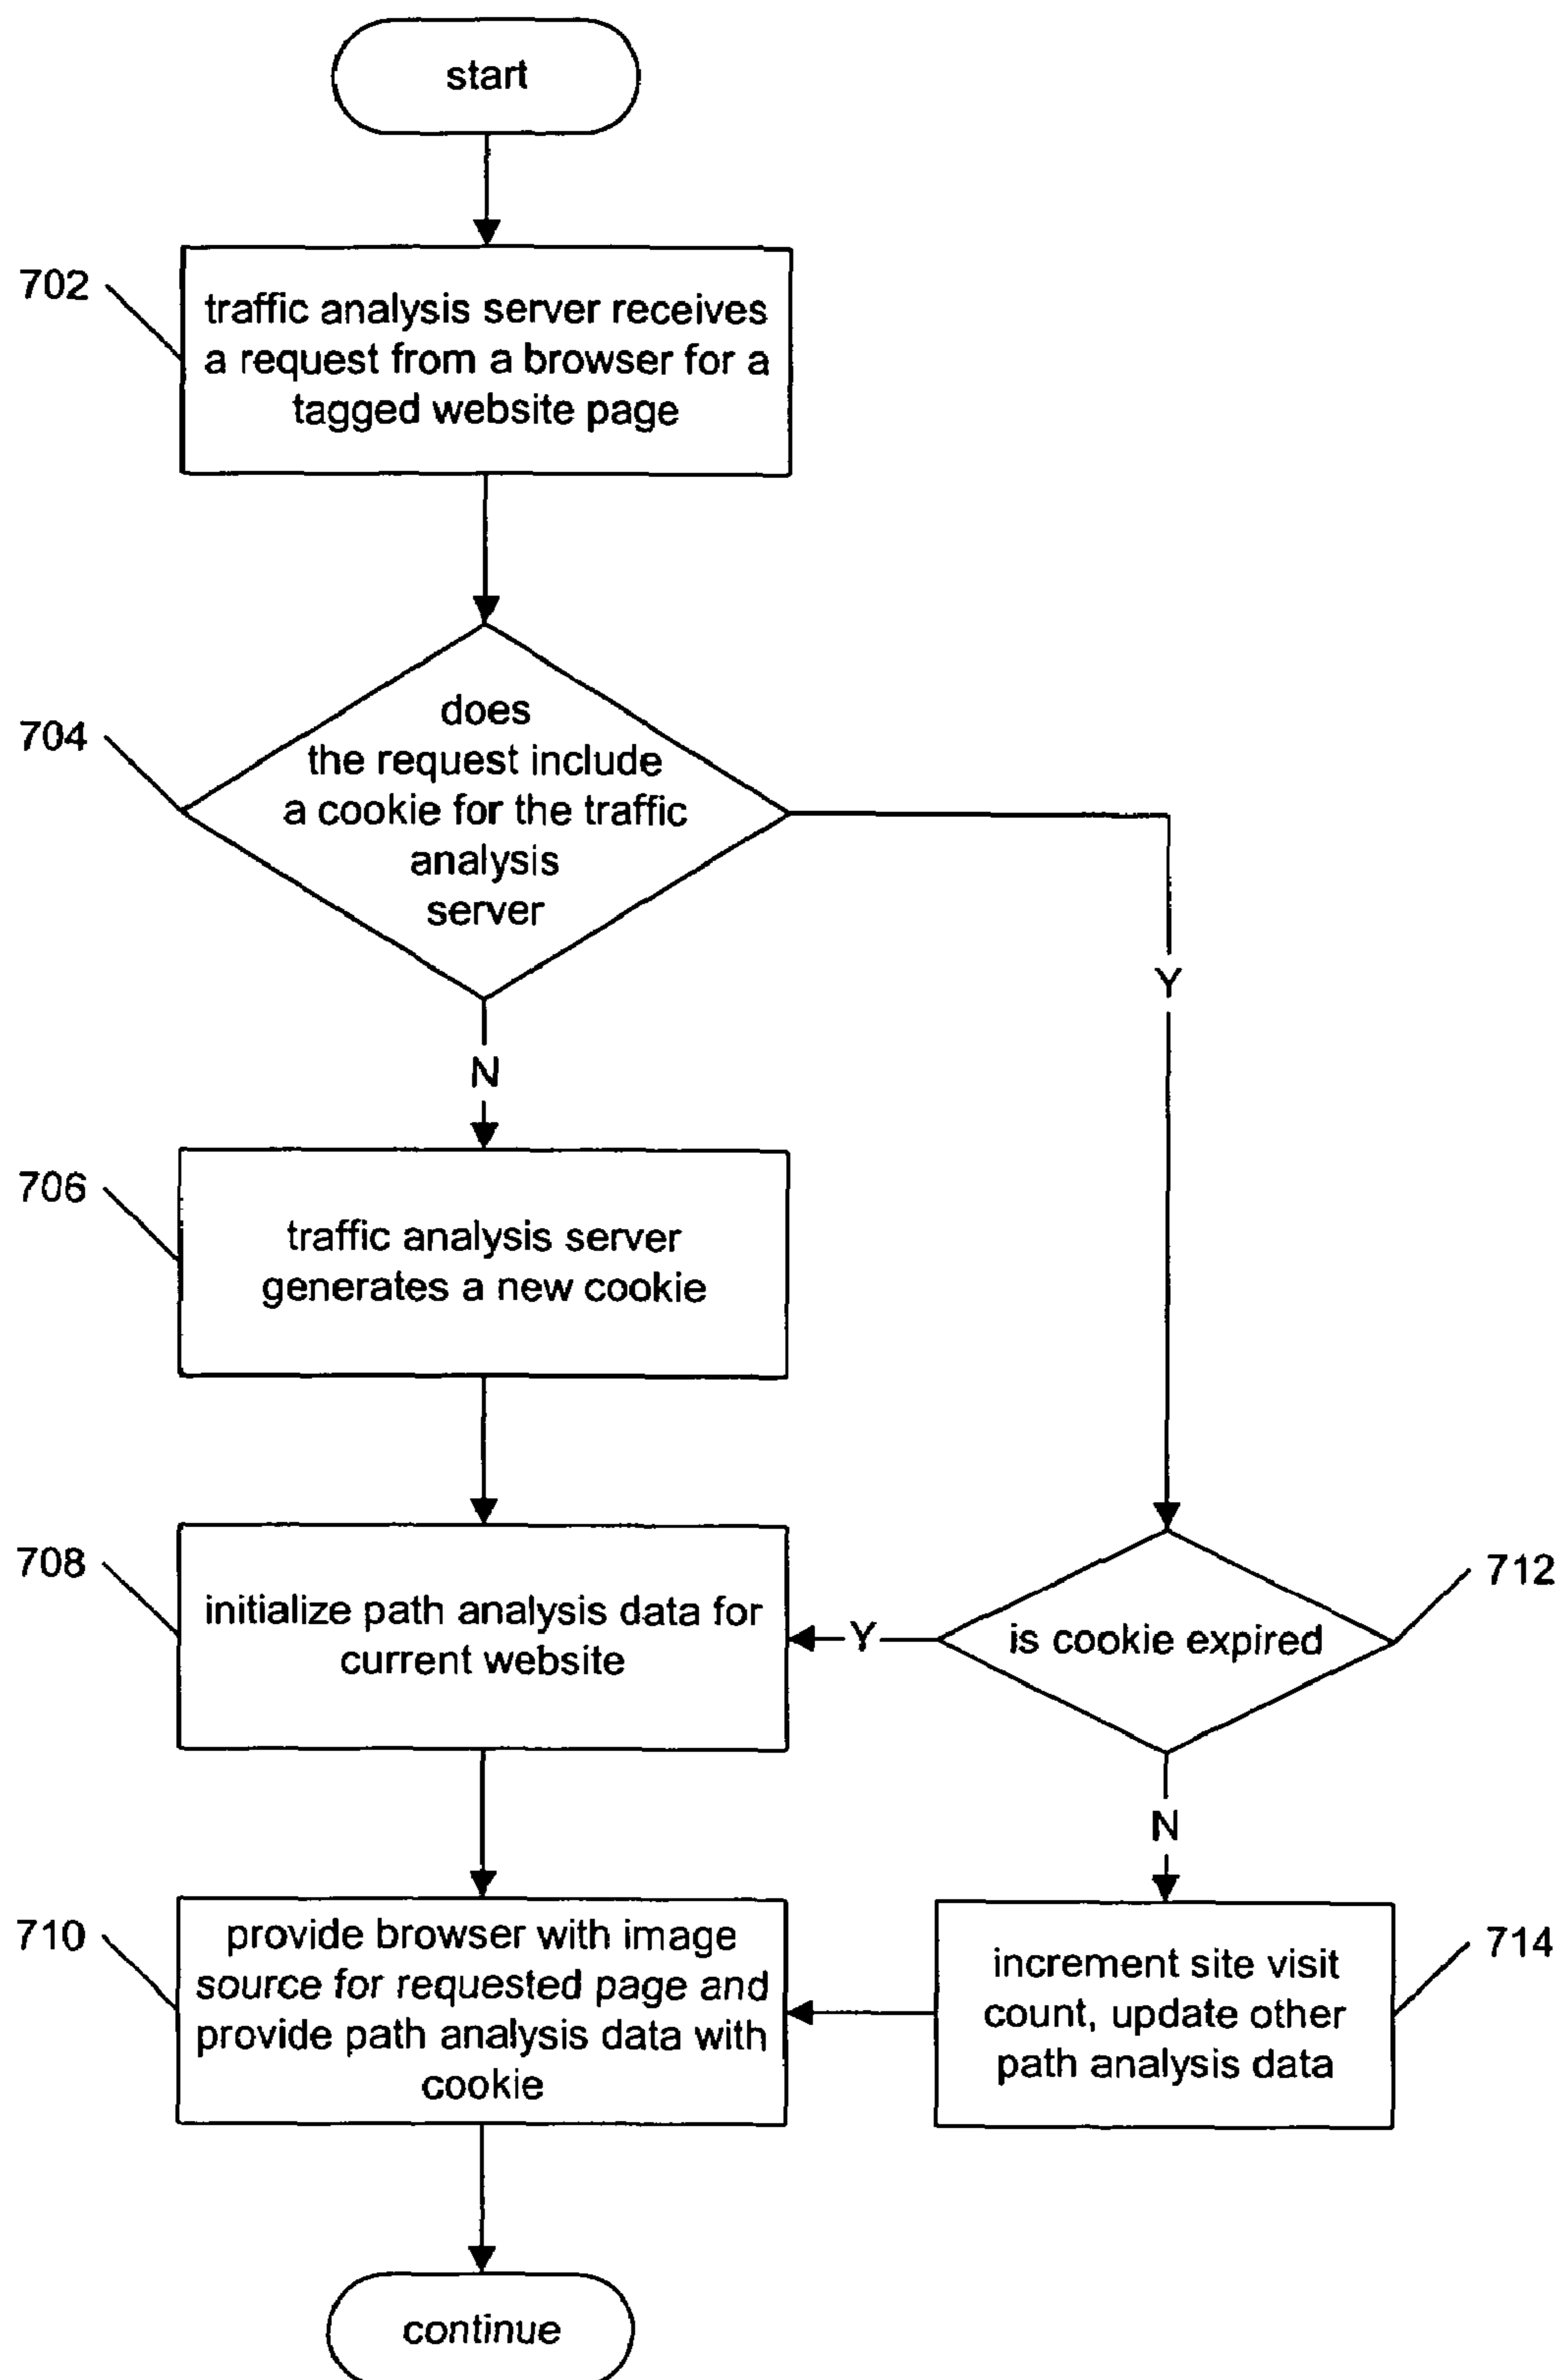 start
702
traffic analysis server receives
a request from a browser for a
tagged website page
704
does
the request include
a cookie for the traffic
analysis
server
Y
N
706
traffic analysis server
generates a new cookie
708
initialize path analysis data for
current website
Y
is cookie expired
712
N
710
provide browser with image
source for requested page and
provide path analysis data with
cookie
increment site visit
count, update other
path analysis data
714
continue